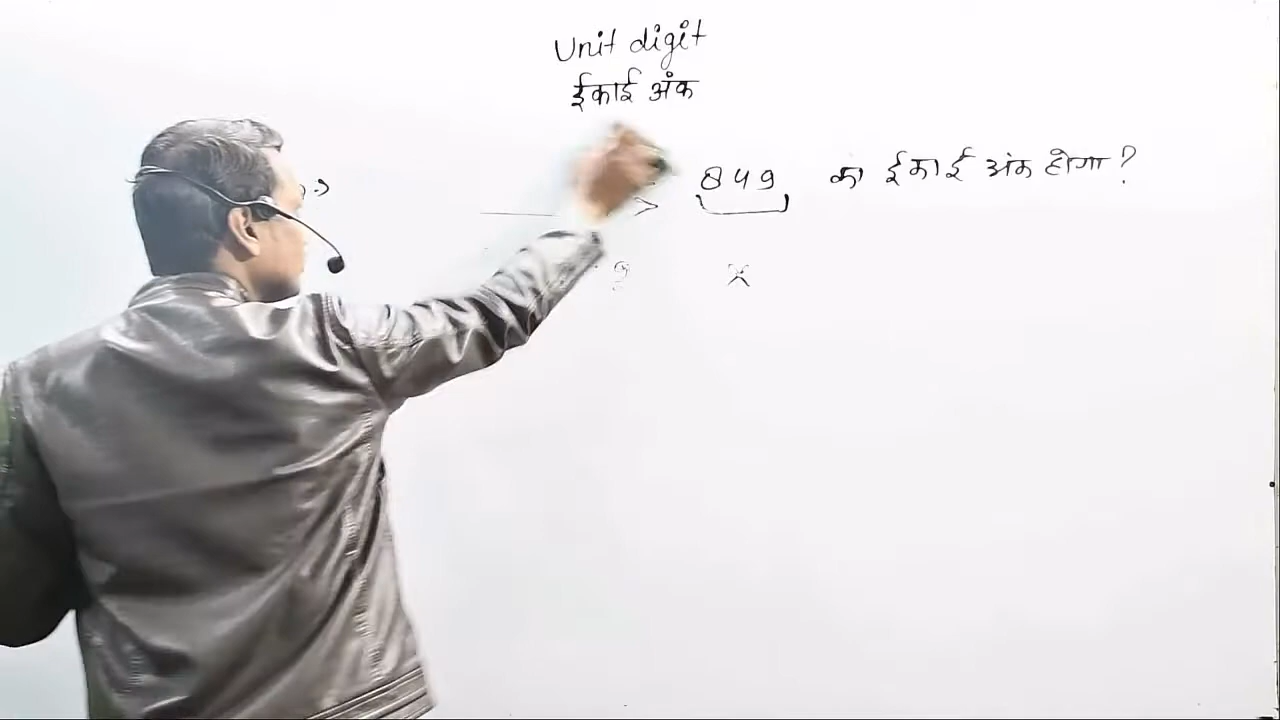 Unit digit
ईकाई अंक
849 का ईकाई अंक होगा ?